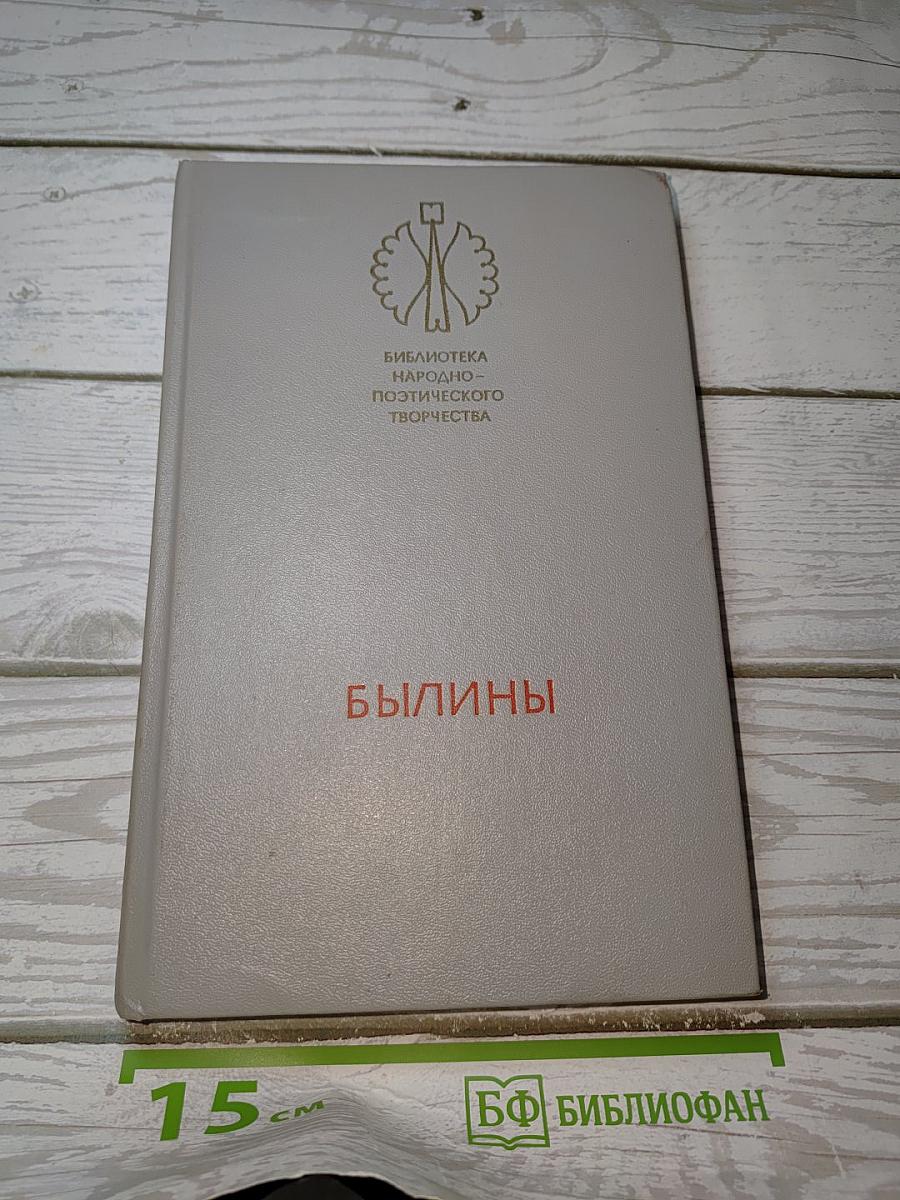 БИБЛИОТЕКА
НАРОДНО-
ПОЭТИЧЕСКОГО
ТВОРЧЕСТВА
БЫЛИНЫ
15 см
БФ БИБЛИОФАН